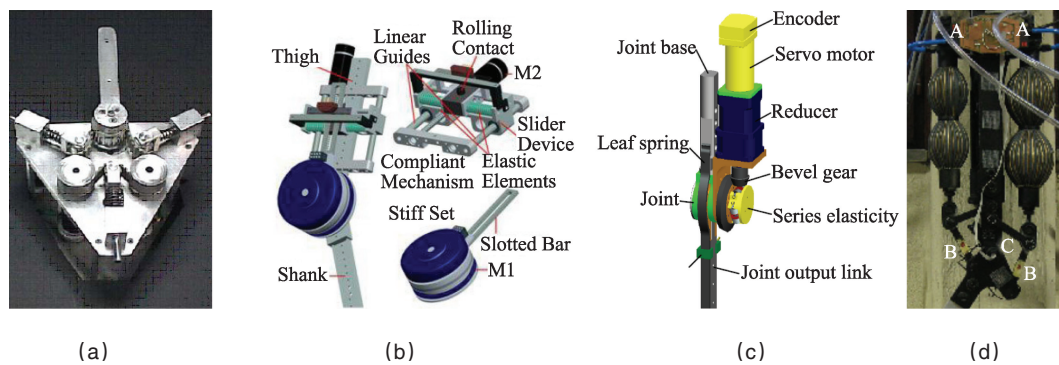 Thigh
Linear
Guides
Rolling
Contact
M2
Slider
Device
Compliant
Mechanism
Elastic
Elements
Stiff Set
Slotted Bar
Shank
M1
Encoder
Joint base
Servo motor
Reducer
Leaf spring
Bevel gear
Joint
Series elasticity
Joint output link
A
A
B
C
B
(a)
(b)
(c)
(d)